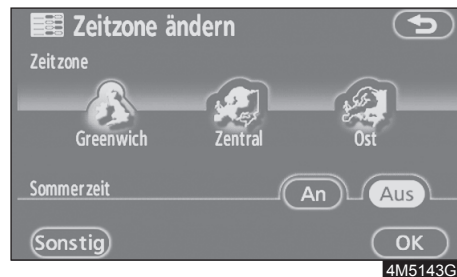 Zeitzone ändern
Zeitzone
Greenwich Zentral Ost
Sommerzeit An Aus
Sonstig OK
4M5143G